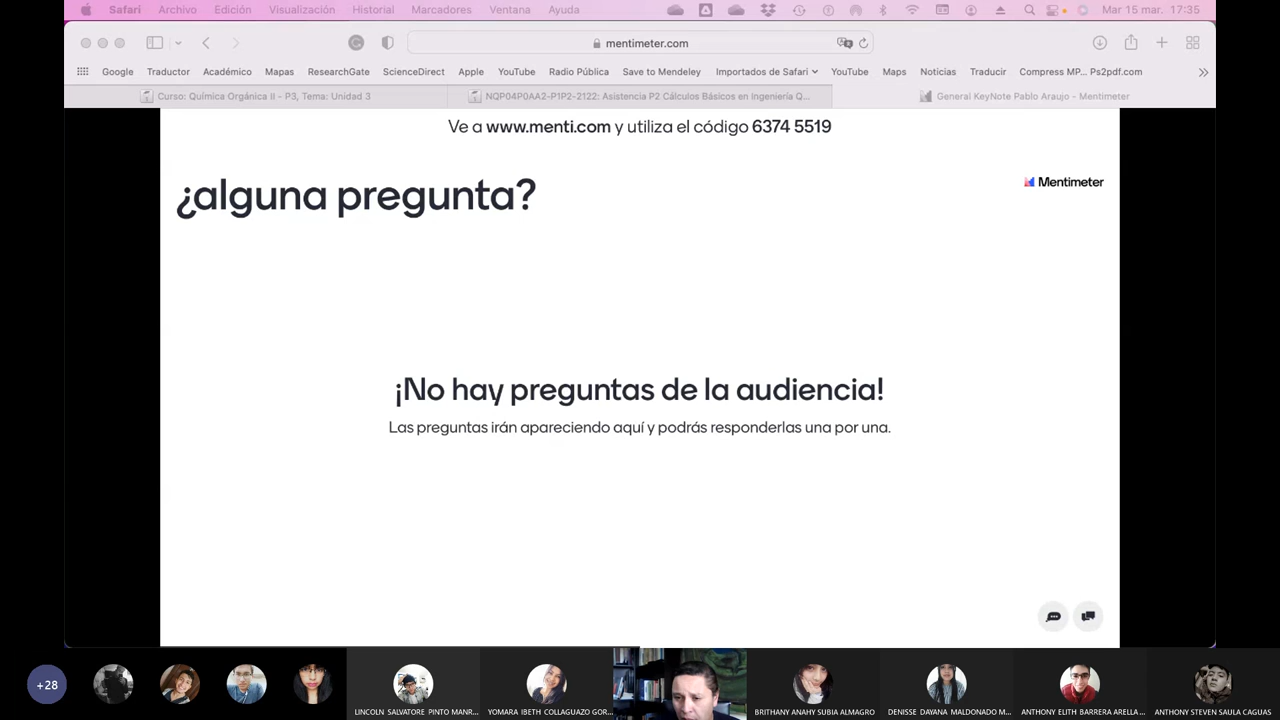 Safari Archivo Edición Visualización Historial Marcadores Ventana Ayuda Mar 15 mar. 17:35
mentimeter.com
Google Traductor Académico Mapas ResearchGate ScienceDirect Apple YouTube Radio Pública Save to Mendeley Importados de Safari YouTube Maps Noticias Traducir Compress MP... Ps2pdf.com
Curso: Química Orgánica II - P3, Tema: Unidad 3 NQP04P0AA2-P1P2-2122: Asistencia P2 Cálculos Básicos en Ingeniería Q... General KeyNote Pablo Araujo - Mentimeter
Ve a www.menti.com y utiliza el código 6374 5519
¿alguna pregunta?
Mentimeter
¡No hay preguntas de la audiencia!
Las preguntas irán apareciendo aquí y podrás responderlas una por una.
+28
LINCOLN SALVATORE PINTO MANR... YOMARA IBETH COLLAGUAZO GOR... BRITHANY ANAHY SUBIA ALMAGRO DENISSE DAYANA MALDONADO M... ANTHONY ELITH BARRERA ARELLA ... ANTHONY STEVEN SAULA CAGUAS